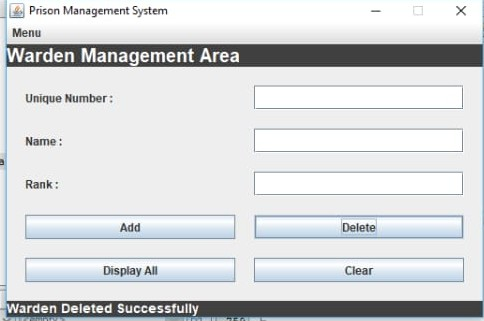 Prison Management System
Menu
Warden Management Area
Unique Number :
Name :
Rank :
Add
Delete
Display All
Clear
Warden Deleted Successfully